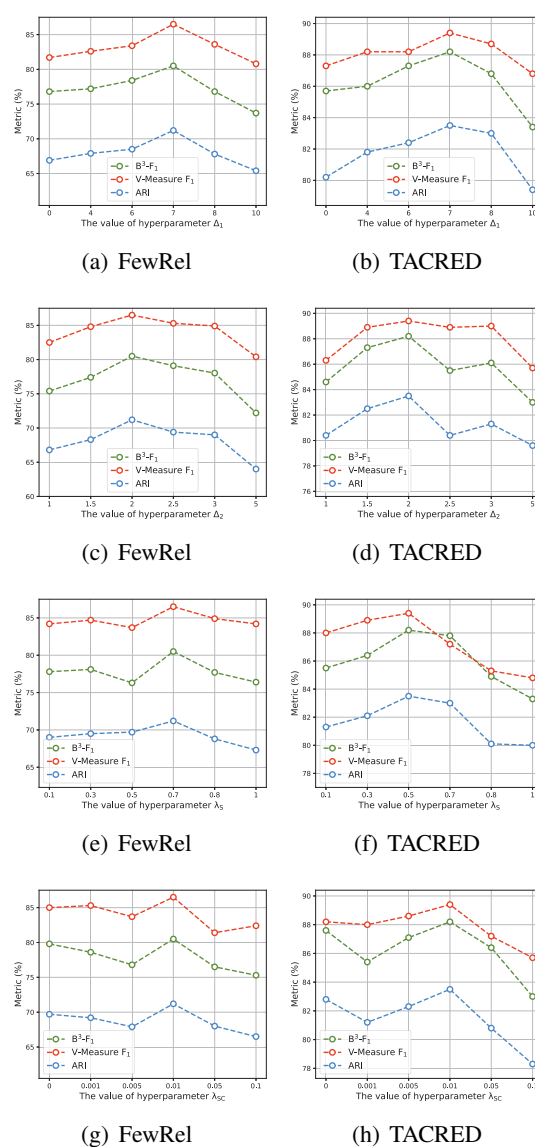 85
80
75
70
65
Metric (%)
B³-F₁
V-Measure F₁
ARI
0 4 6 7 8 10
The value of hyperparameter Δ₁
(a) FewRel
90
88
86
84
82
80
Metric (%)
B³-F₁
V-Measure F₁
ARI
0 4 6 7 8 10
The value of hyperparameter Δ₁
(b) TACRED
85
80
75
70
65
60
Metric (%)
B³-F₁
V-Measure F₁
ARI
1 1.5 2 2.5 3 5
The value of hyperparameter Δ₂
(c) FewRel
90
88
86
84
82
80
78
76
Metric (%)
B³-F₁
V-Measure F₁
ARI
1 1.5 2 2.5 3 5
The value of hyperparameter Δ₂
(d) TACRED
85
80
75
70
65
Metric (%)
B³-F₁
V-Measure F₁
ARI
0.1 0.3 0.5 0.7 0.8 1
The value of hyperparameter λS
(e) FewRel
90
88
86
84
82
80
78
Metric (%)
B³-F₁
V-Measure F₁
ARI
0.1 0.3 0.5 0.7 0.8 1
The value of hyperparameter λS
(f) TACRED
85
80
75
70
65
Metric (%)
B³-F₁
V-Measure F₁
ARI
0 0.001 0.005 0.01 0.05 0.1
The value of hyperparameter λSC
(g) FewRel
90
88
86
84
82
80
78
Metric (%)
B³-F₁
V-Measure F₁
ARI
0 0.001 0.005 0.01 0.05 0.1
The value of hyperparameter λSC
(h) TACRED